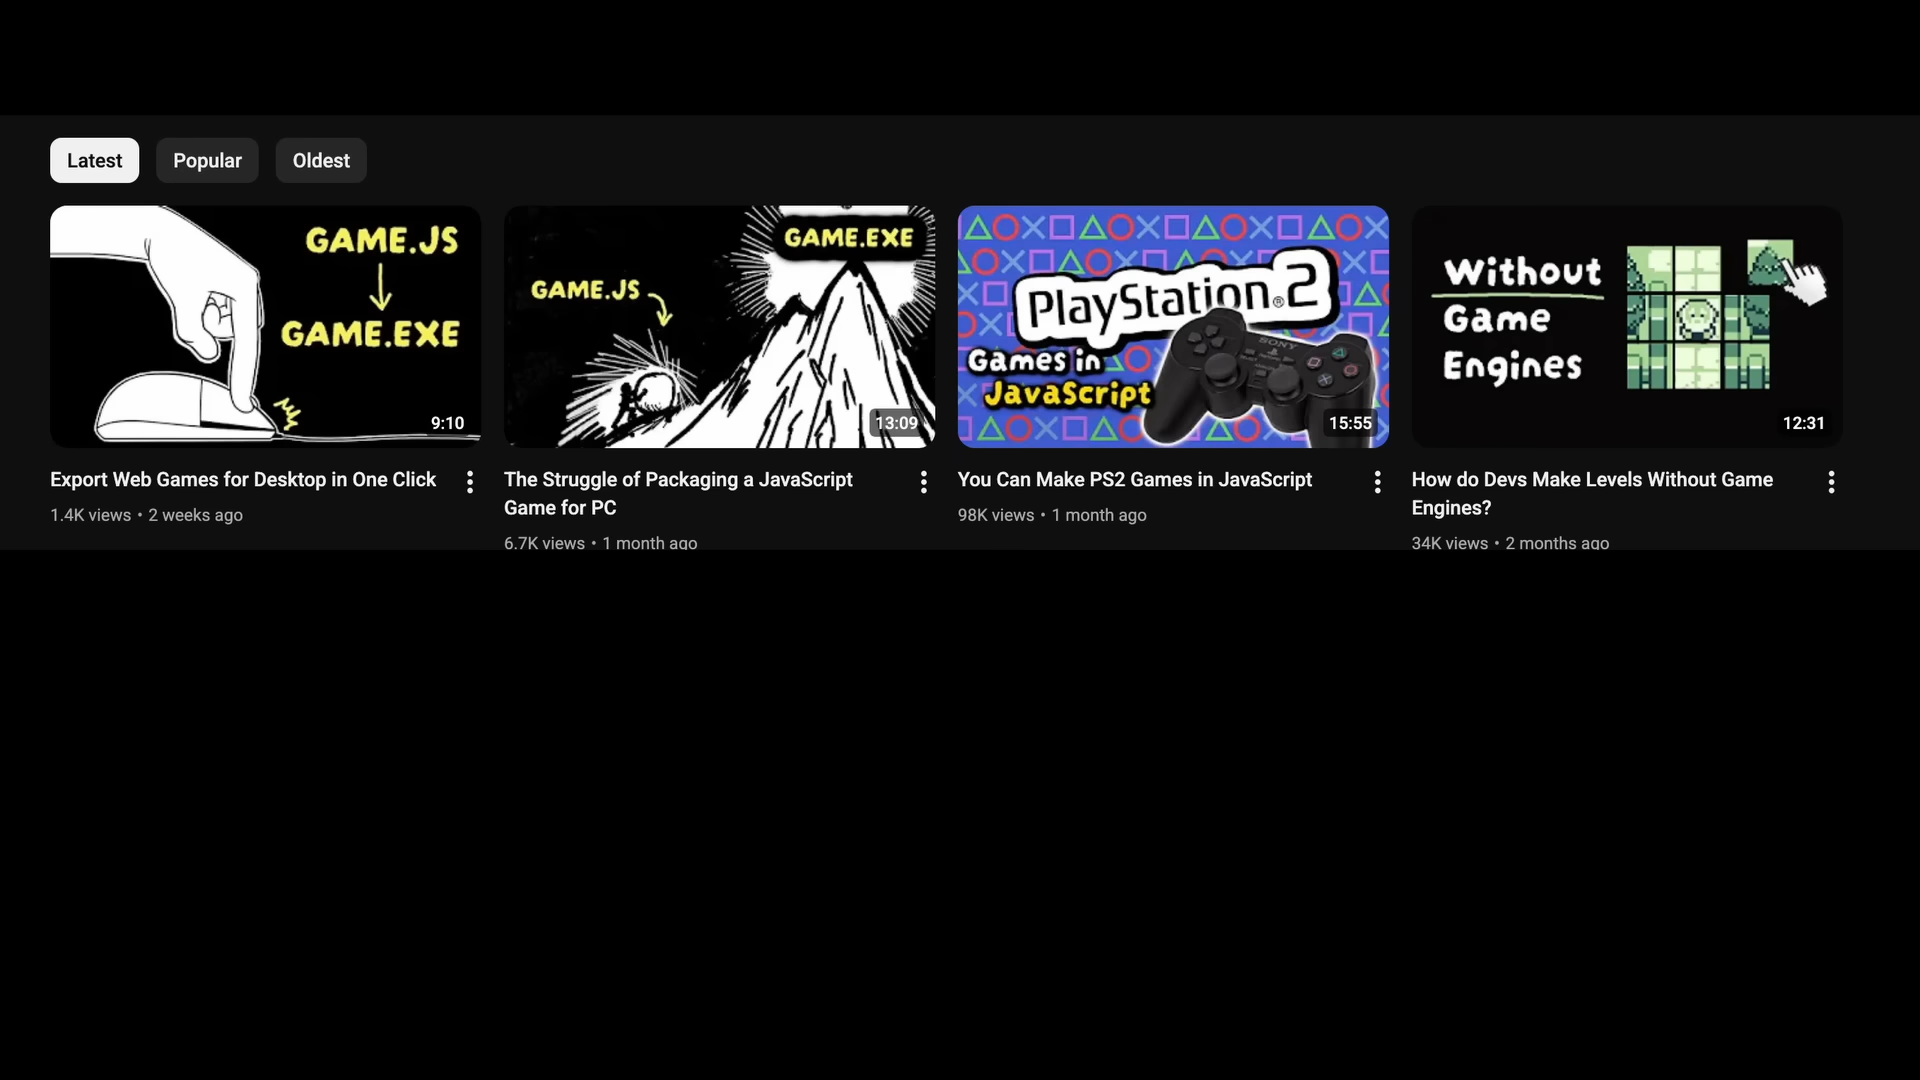 Latest
Popular
Oldest
GAME.JS
GAME.EXE
9:10
Export Web Games for Desktop in One Click
1.4K views • 2 weeks ago
GAME.EXE
GAME.JS
13:09
The Struggle of Packaging a JavaScript
Game for PC
6.7K views • 1 month ago
PlayStation®2
Games in
JavaScript
SONY
15:55
You Can Make PS2 Games in JavaScript
98K views • 1 month ago
Without
Game
Engines
12:31
How do Devs Make Levels Without Game
Engines?
34K views • 2 months ago